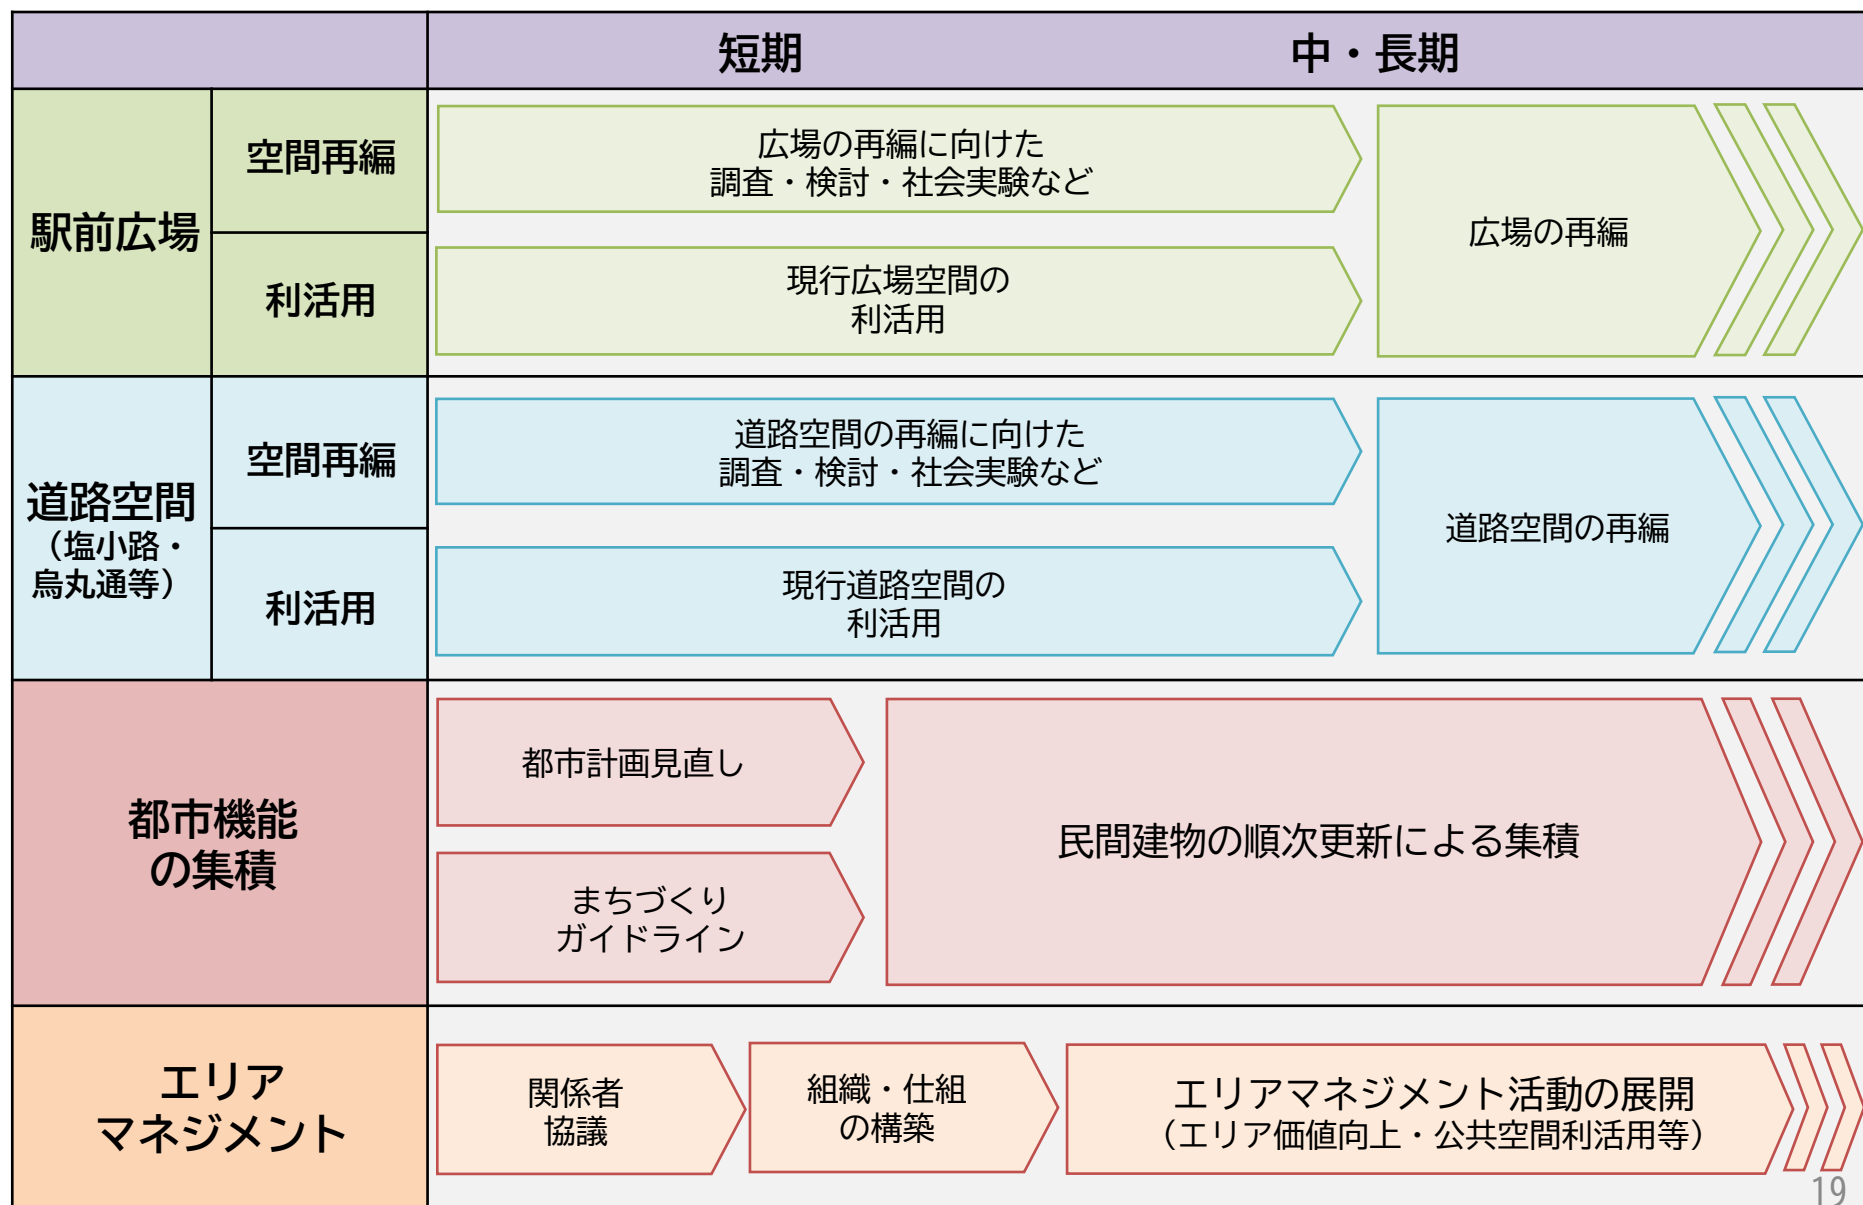 短期
中・長期
駅前広場
空間再編
広場の再編に向けた
調査・検討・社会実験など
利活用
現行広場空間の
利活用
広場の再編
道路空間
（塩小路・
烏丸通等）
空間再編
道路空間の再編に向けた
調査・検討・社会実験など
利活用
現行道路空間の
利活用
道路空間の再編
都市機能
の集積
都市計画見直し
まちづくり
ガイドライン
民間建物の順次更新による集積
エリア
マネジメント
関係者
協議
組織・仕組
の構築
エリアマネジメント活動の展開
（エリア価値向上・公共空間利活用等）
19